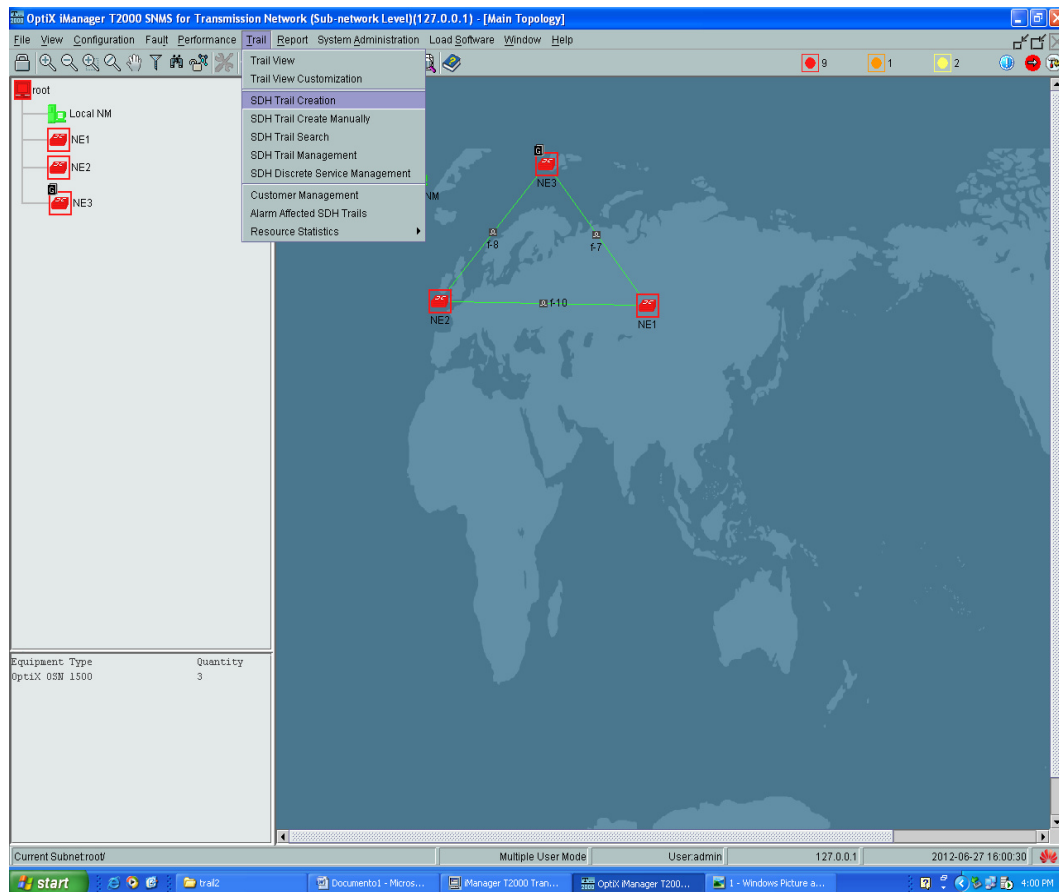 OptiX iManager T2000 SNMS for Transmission Network (Sub-network Level)(127.0.0.1) - [Main Topology]
File View Configuration Fault Performance Trail Report System Administration Load Software Window Help
9 1 2
Trail View
Trail View Customization
SDH Trail Creation
SDH Trail Create Manually
SDH Trail Search
SDH Trail Management
SDH Discrete Service Management
Customer Management
Alarm Affected SDH Trails
Resource Statistics
root
Local NM
NE1
NE2
G
NE3
G
NE3
NM
f-8
f-7
NE2
f-10
NE1
Equipment Type Quantity
OptiX OSN 1500 3
Current Subnet:root/ Multiple User Mode User:admin 127.0.0.1 2012-06-27 16:00:30
start trail2 Documento1 - Micros... iManager T2000 Tran... OptiX iManager T200... 1 - Windows Picture a... 4:00 PM